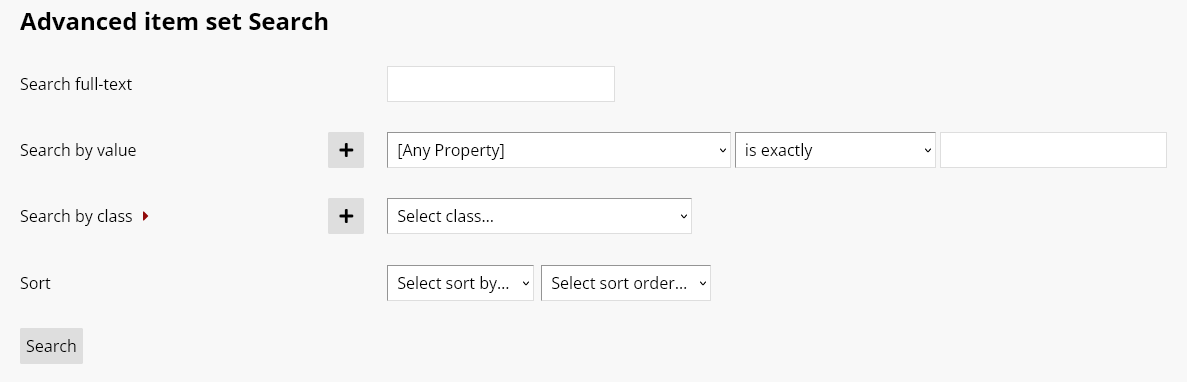 Advanced item set Search
Search full-text
Search by value [Any Property] is exactly
Search by class Select class...
Sort Select sort by... Select sort order...
Search